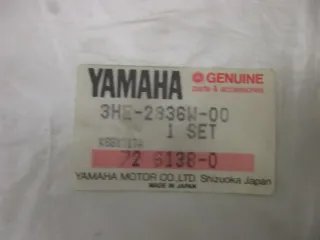 YAMAHA GENUINE
parts & accessories
3HE-2836W-00
1 SET
72 6138-0
YAMAHA MOTOR CO.,LTD. Shizuoka Japan
MADE IN JAPAN